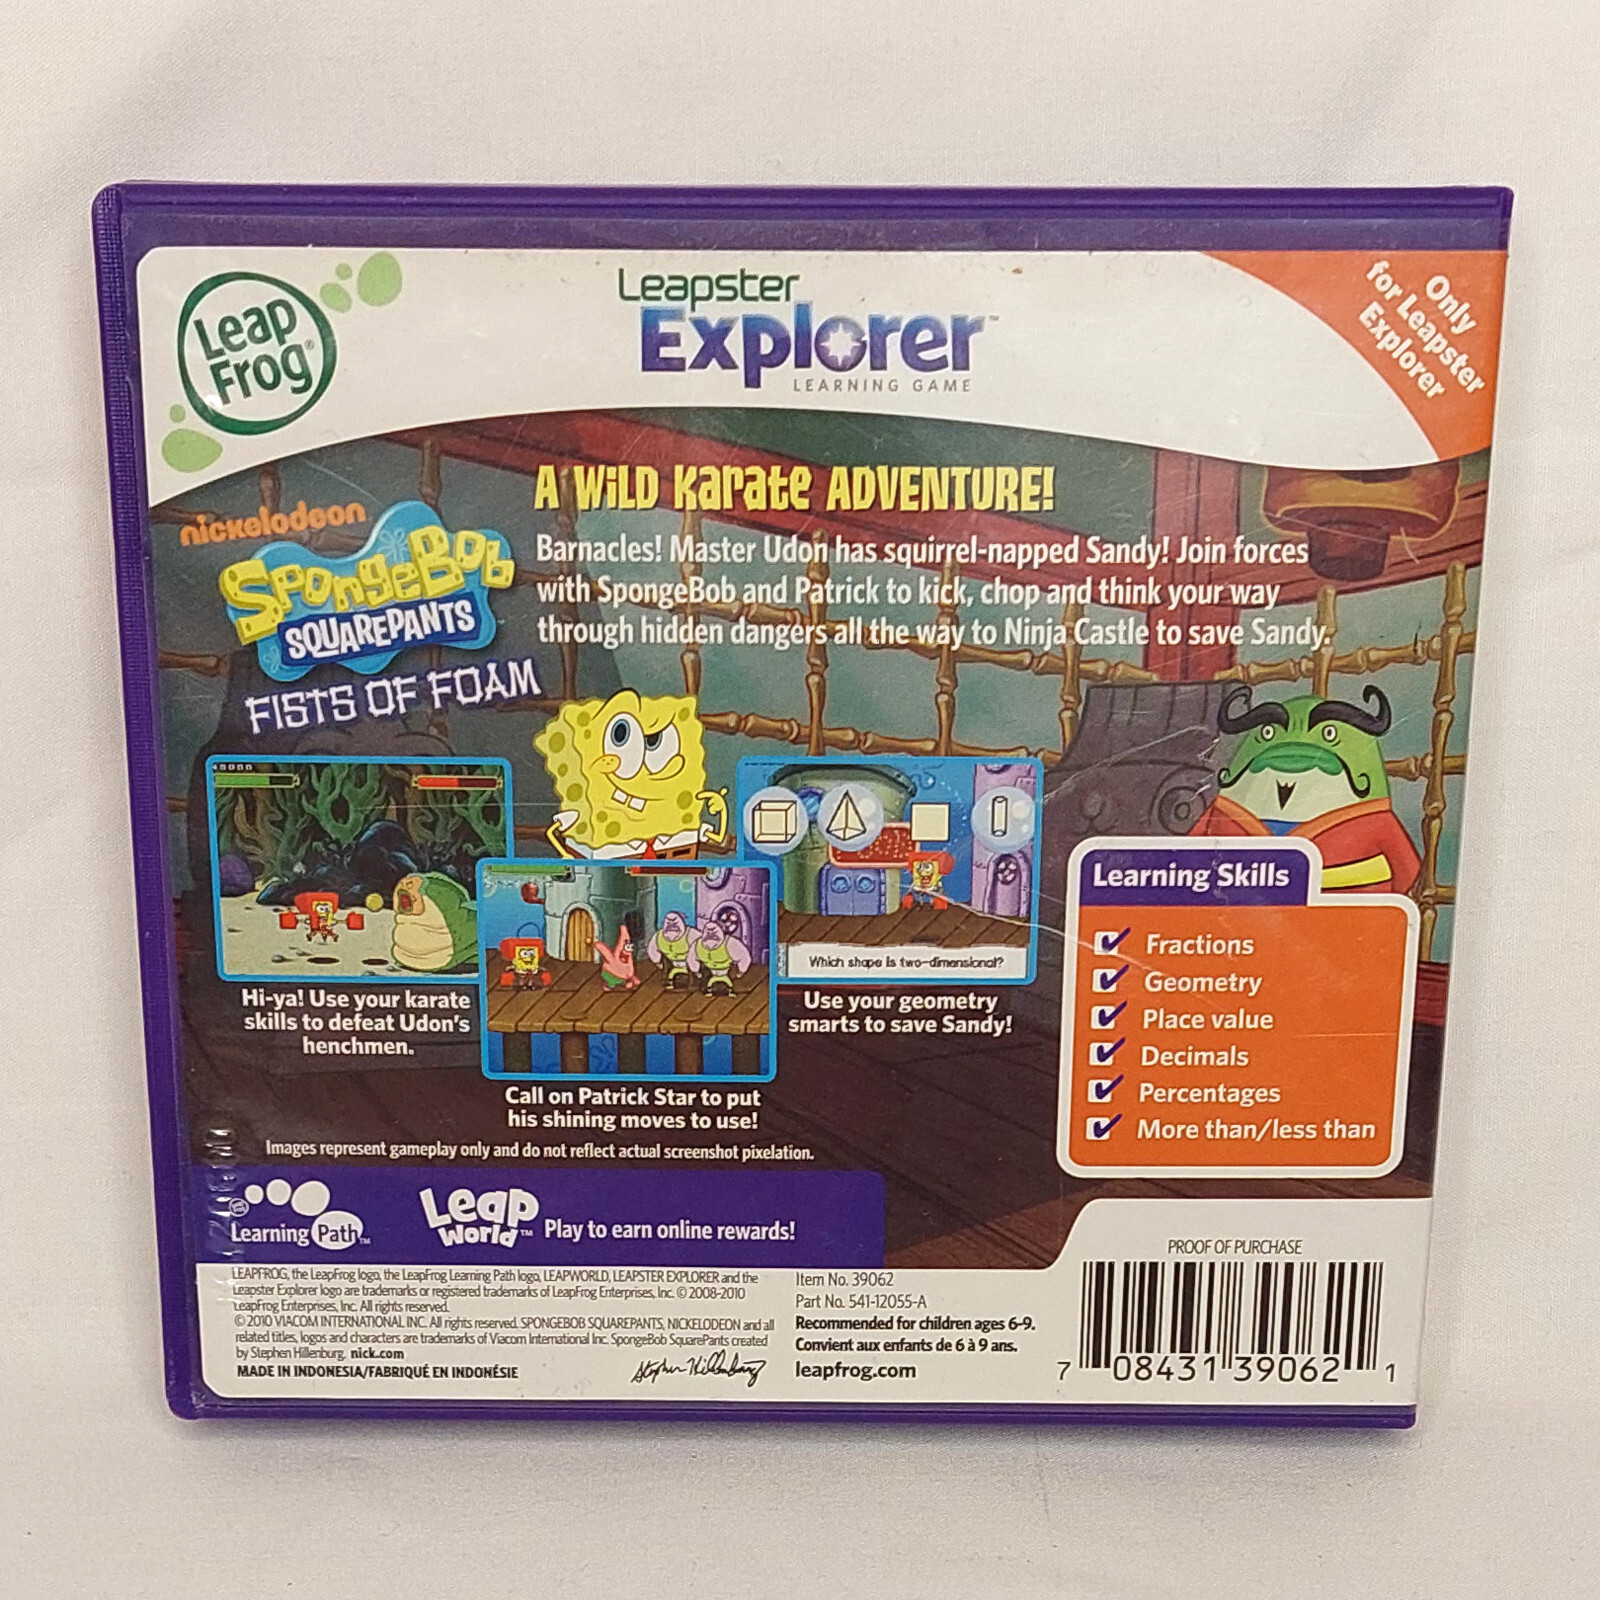 Leap
Frog®
Leapster
Explorer™
LEARNING GAME
Only
for Leapster
Explorer
nickelodeon
SpongeBob
SQUAREPANTS
FISTS OF FOAM
A WILD Karate ADVENTURE!
Barnacles! Master Udon has squirrel-napped Sandy! Join forces
with SpongeBob and Patrick to kick, chop and think your way
through hidden dangers all the way to Ninja Castle to save Sandy.
Hi-ya! Use your karate
skills to defeat Udon's
henchmen.
Call on Patrick Star to put
his shining moves to use!
Which shape is two-dimensional?
Use your geometry
smarts to save Sandy!
Images represent gameplay only and do not reflect actual screenshot pixelation.
Learning Skills
Fractions
Geometry
Place value
Decimals
Percentages
More than/less than
Learning Path™
Leap
World™
Play to earn online rewards!
LEAPFROG, the LeapFrog logo, the LeapFrog Learning Path logo, LEAPWORLD, LEAPSTER EXPLORER and the
Leapster Explorer logo are trademarks or registered trademarks of LeapFrog Enterprises, Inc. © 2008-2010
LeapFrog Enterprises, Inc. All rights reserved.
© 2010 VIACOM INTERNATIONAL INC. All rights reserved. SPONGEBOB SQUAREPANTS, NICKELODEON and all
related titles, logos and characters are trademarks of Viacom International Inc. SpongeBob SquarePants created
by Stephen Hillenburg. nick.com
MADE IN INDONESIA/FABRIQUÉ EN INDONÉSIE
Stephen Hillenburg
Item No. 39062
Part No. 541-12055-A
Recommended for children ages 6-9.
Convient aux enfants de 6 à 9 ans.
leapfrog.com
PROOF OF PURCHASE
7 08431 39062 1